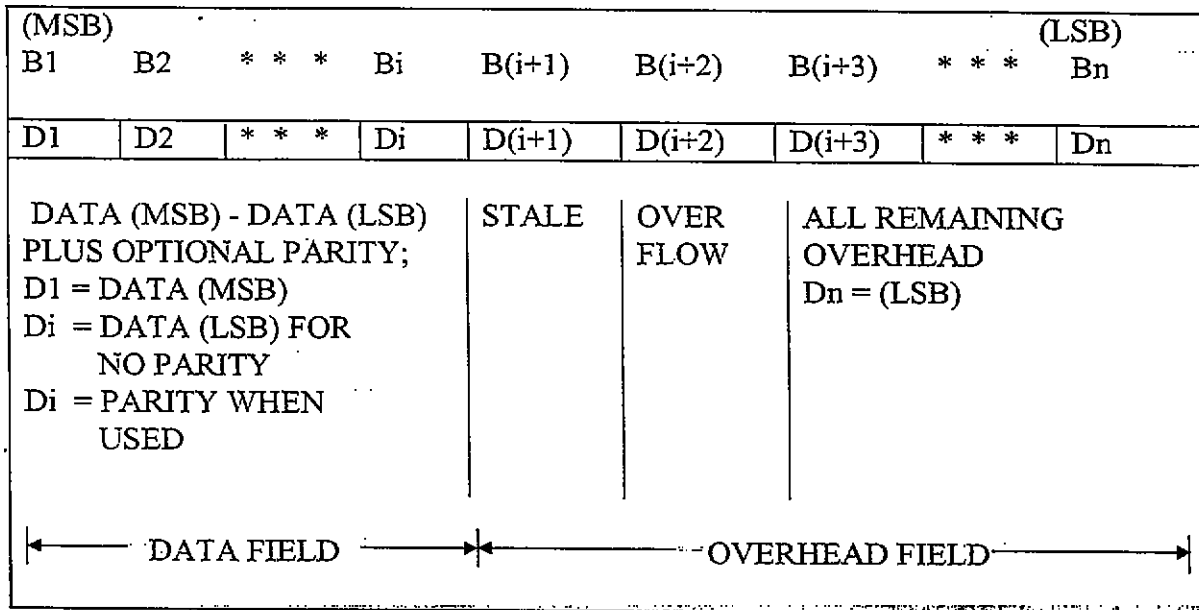 (MSB) (LSB)
B1 B2 * * * Bi B(i+1) B(i+2) B(i+3) * * * Bn
D1 D2 * * * Di D(i+1) D(i+2) D(i+3) * * * Dn
DATA (MSB) - DATA (LSB) STALE OVER ALL REMAINING
PLUS OPTIONAL PARITY; FLOW OVERHEAD
D1 = DATA (MSB) Dn = (LSB)
Di = DATA (LSB) FOR
NO PARITY
Di = PARITY WHEN
USED
DATA FIELD OVERHEAD FIELD